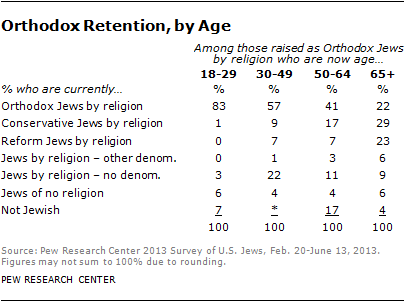 Orthodox Retention, by Age
Among those raised as Orthodox Jews
by religion who are now age...
18-29 30-49 50-64 65+
% who are currently... % % % %
Orthodox Jews by religion 83 57 41 22
Conservative Jews by religion 1 9 17 29
Reform Jews by religion 0 7 7 23
Jews by religion – other denom. 0 1 3 6
Jews by religion – no denom. 3 22 11 9
Jews of no religion 6 4 4 6
Not Jewish 7 * 17 4
100 100 100 100
Source: Pew Research Center 2013 Survey of U.S. Jews, Feb. 20-June 13, 2013.
Figures may not sum to 100% due to rounding.
PEW RESEARCH CENTER